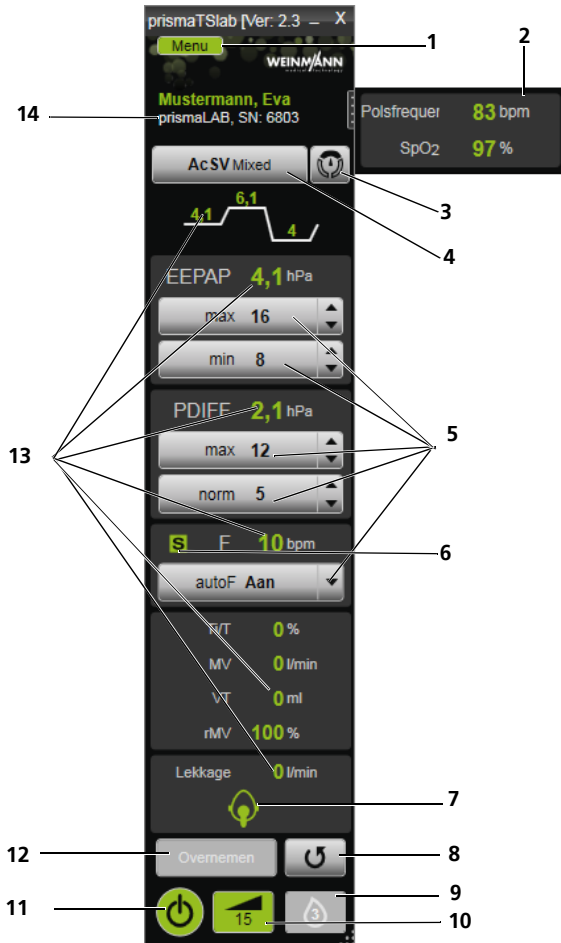 prismaTSlab [Ver: 2.3 – X
Menu
1
WEINMANN
medical technology
2
Polsfrequer 83 bpm
SpO2 97 %
Mustermann, Eva
14
prismaLAB, SN: 6803
AcSV Mixed
3
4
4,1 6,1 4
EEPAP 4,1 hPa
max 16
min 8
PDIFF 2,1 hPa
13
5
max 12
norm 5
S F 10 bpm
6
autoF Aan
Ti/T 0 %
MV 0 l/min
VT 0 ml
rMV 100 %
Lekkage 0 l/min
7
12
Overnemen
8
9
11
15
3
10